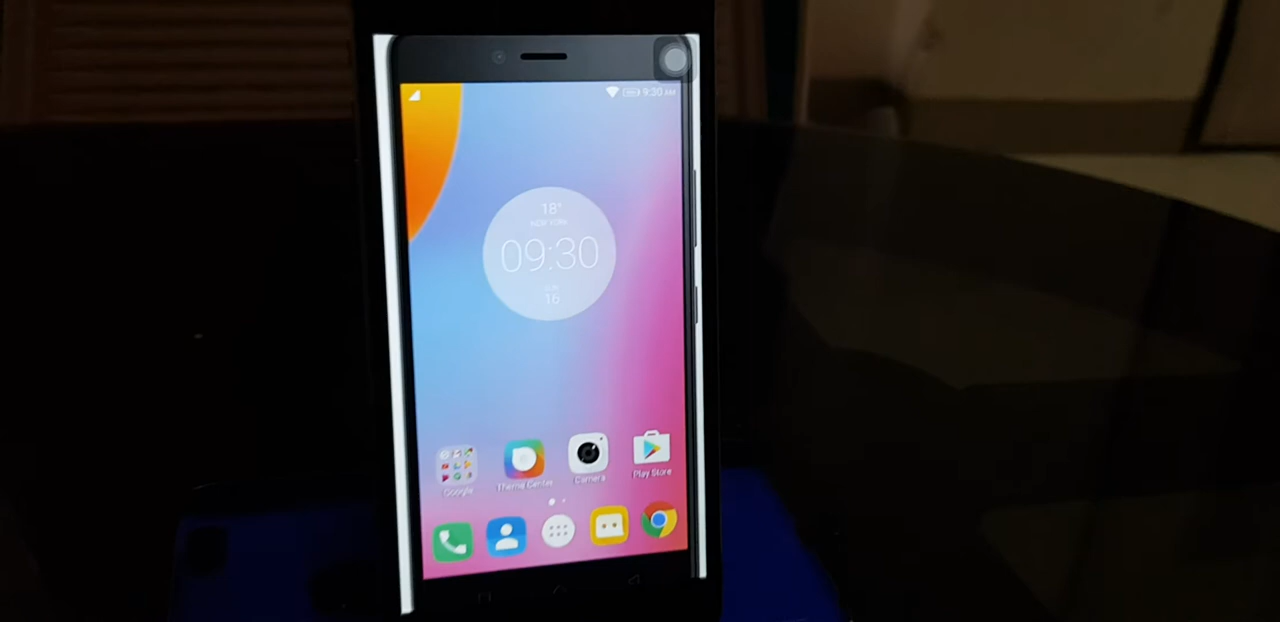 9:30 AM
18°
NEW YORK
09:30
16
Google
Theme Center
Camera
Play Store